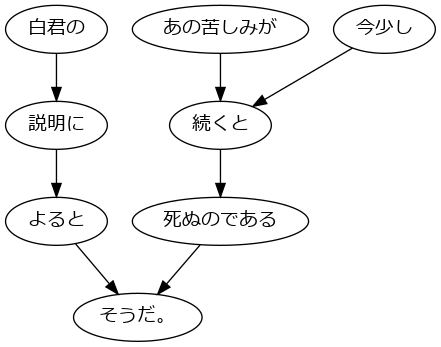 白君の
あの苦しみが
今少し
説明に
続くと
よると
死ぬのである
そうだ。